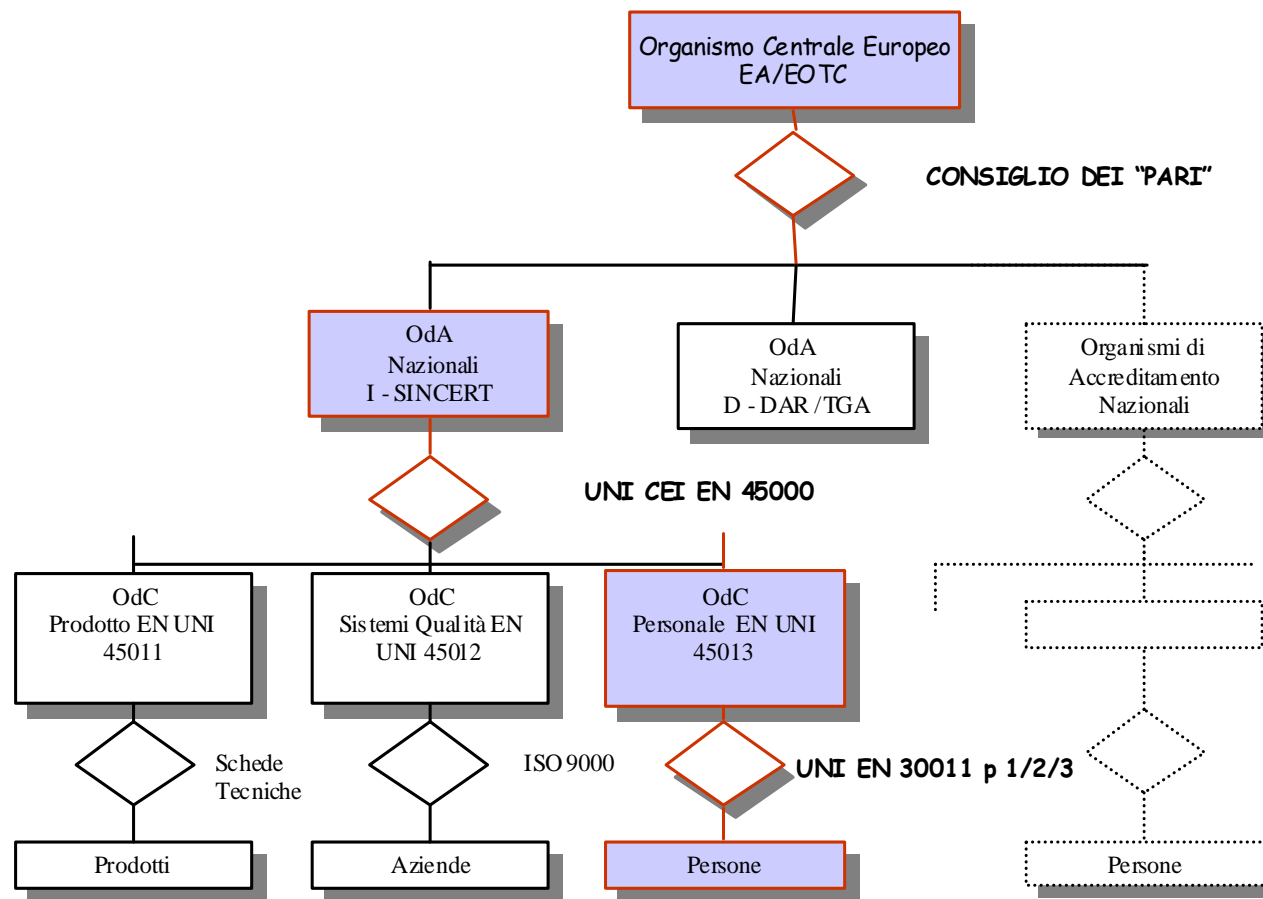 Organismo Centrale Europeo
EA/EOTC
CONSIGLIO DEI “PARI”
OdA
Nazionali
I - SINCERT
OdA
Nazionali
D - DAR /TGA
Organismi di
Accreditamento
Nazionali
UNI CEI EN 45000
OdC
Prodotto EN UNI
45011
OdC
Sistemi Qualità EN
UNI 45012
OdC
Personale EN UNI
45013
Schede
Tecniche
ISO 9000
UNI EN 30011 p 1/2/3
Prodotti
Aziende
Persone
Persone